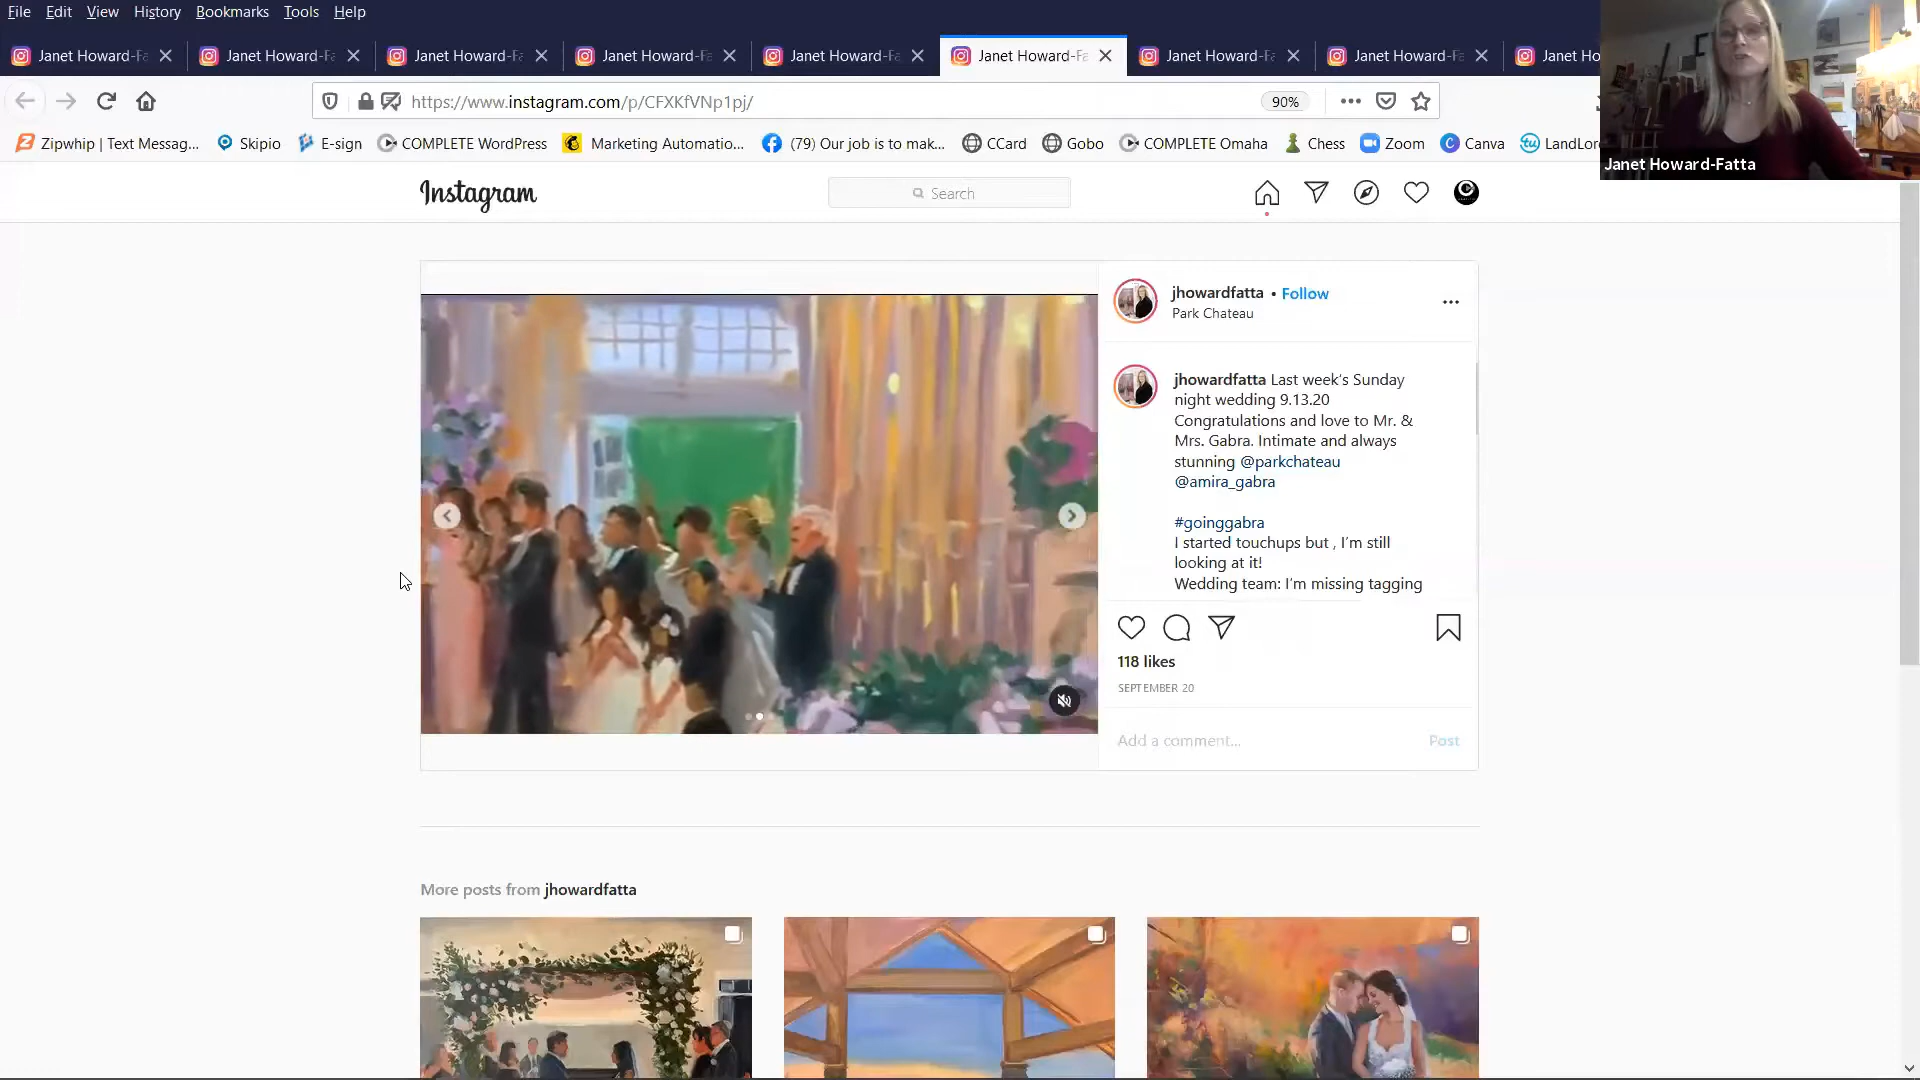 File Edit View History Bookmarks Tools Help
Janet Howard-Fa
Janet Howard-Fa
Janet Howard-Fa
Janet Howard-Fa
Janet Howard-Fa
Janet Howard-Fa
Janet Howard-Fa
Janet Howard-Fa
Janet Ho
https://www.instagram.com/p/CFXKfVNp1pj/
90%
Zipwhip | Text Messag...
Skipio
E-sign
COMPLETE WordPress
Marketing Automatio...
(79) Our job is to mak...
CCard
Gobo
COMPLETE Omaha
Chess
Zoom
Canva
LandLor
Janet Howard-Fatta
Instagram
Search
jhowardfatta • Follow
Park Chateau
jhowardfatta Last week's Sunday
night wedding 9.13.20
Congratulations and love to Mr. &
Mrs. Gabra. Intimate and always
stunning @parkchateau
@amira_gabra
#goinggabra
I started touchups but , I'm still
looking at it!
Wedding team: I'm missing tagging
118 likes
SEPTEMBER 20
Add a comment...
Post
More posts from jhowardfatta